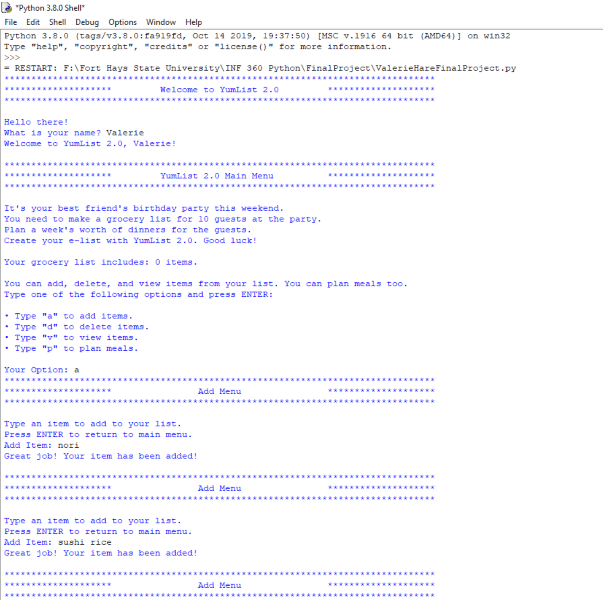 *Python 3.8.0 Shell*
File Edit Shell Debug Options Window Help
Python 3.8.0 (tags/v3.8.0:fa919fd, Oct 14 2019, 19:37:50) [MSC v.1916 64 bit (AMD64)] on win32
Type "help", "copyright", "credits" or "license()" for more information.
>>>
= RESTART: F:\Fort Hays State University\INF 360 Python\FinalProject\ValerieHareFinalProject.py
********************************************************************************
******************** Welcome to YumList 2.0 ********************
********************************************************************************
Hello there!
What is your name? Valerie
Welcome to YumList 2.0, Valerie!
********************************************************************************
******************** YumList 2.0 Main Menu ********************
********************************************************************************
It's your best friend's birthday party this weekend.
You need to make a grocery list for 10 guests at the party.
Plan a week's worth of dinners for the guests.
Create your e-list with YumList 2.0. Good luck!
Your grocery list includes: 0 items.
You can add, delete, and view items from your list. You can plan meals too.
Type one of the following options and press ENTER:
• Type "a" to add items.
• Type "d" to delete items.
• Type "v" to view items.
• Type "p" to plan meals.
Your Option: a
********************************************************************************
******************** Add Menu ********************
********************************************************************************
Type an item to add to your list.
Press ENTER to return to main menu.
Add Item: nori
Great job! Your item has been added!
********************************************************************************
******************** Add Menu ********************
********************************************************************************
Type an item to add to your list.
Press ENTER to return to main menu.
Add Item: sushi rice
Great job! Your item has been added!
********************************************************************************
******************** Add Menu ********************
********************************************************************************